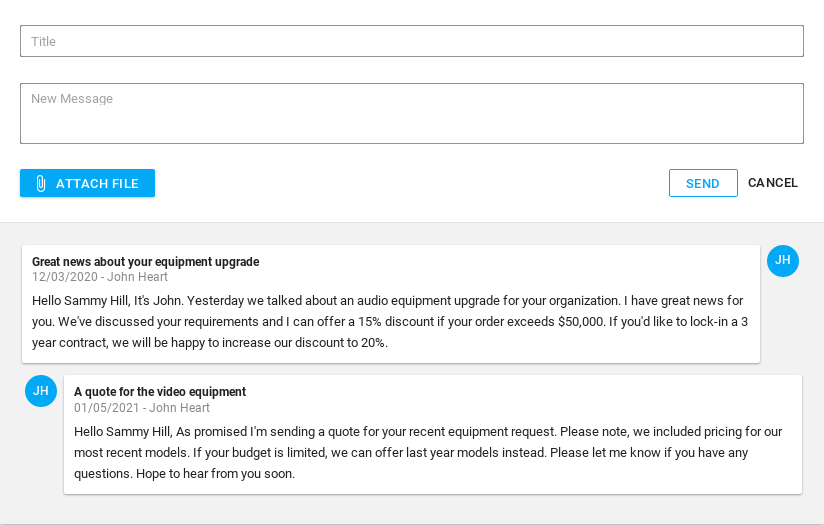 Title
New Message
ATTACH FILE
SEND
CANCEL
Great news about your equipment upgrade
12/03/2020 - John Heart
Hello Sammy Hill, It's John. Yesterday we talked about an audio equipment upgrade for your organization. I have great news for
you. We've discussed your requirements and I can offer a 15% discount if your order exceeds $50,000. If you'd like to lock-in a 3
year contract, we will be happy to increase our discount to 20%.
JH
JH
A quote for the video equipment
01/05/2021 - John Heart
Hello Sammy Hill, As promised I'm sending a quote for your recent equipment request. Please note, we included pricing for our
most recent models. If your budget is limited, we can offer last year models instead. Please let me know if you have any
questions. Hope to hear from you soon.